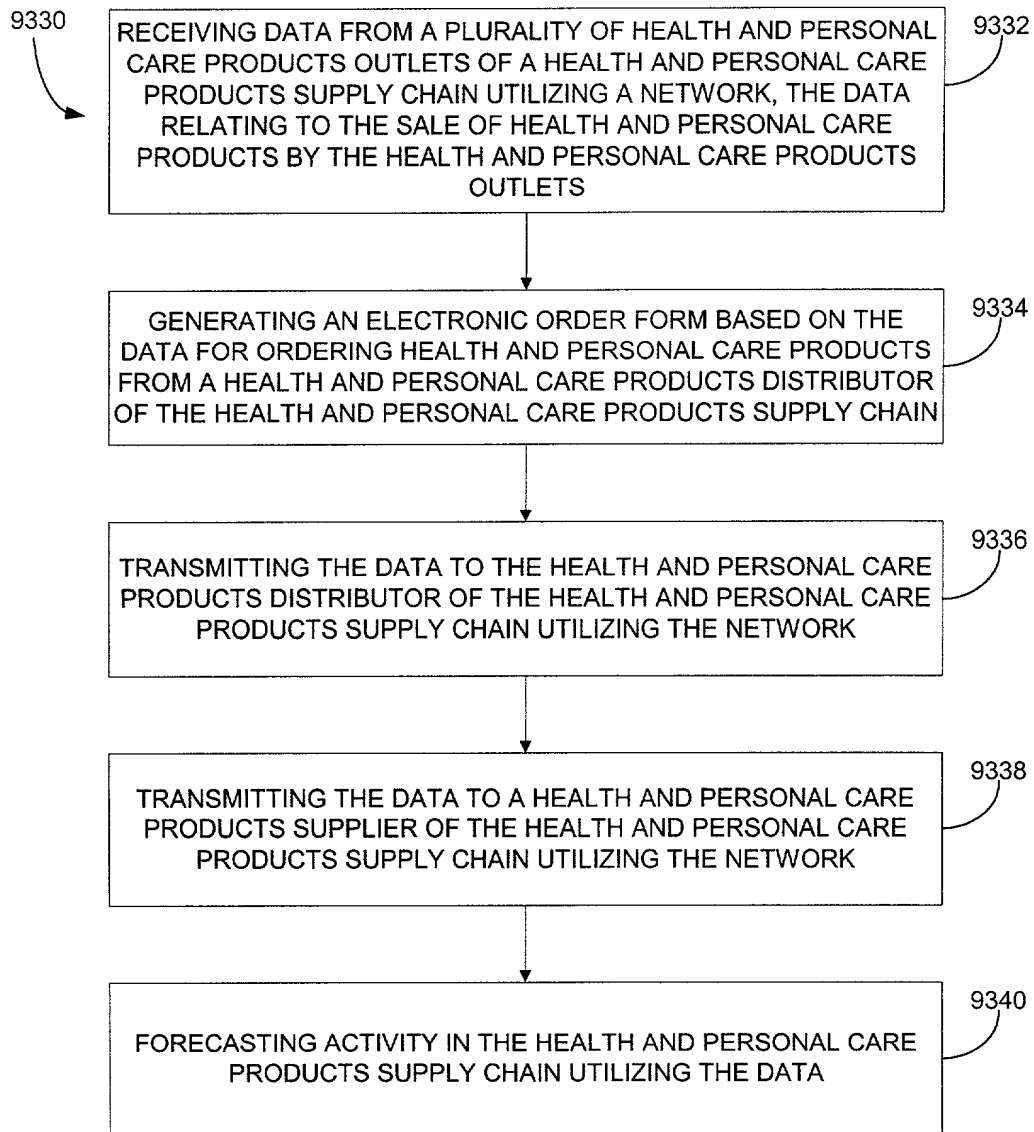 9330
RECEIVING DATA FROM A PLURALITY OF HEALTH AND PERSONAL
CARE PRODUCTS OUTLETS OF A HEALTH AND PERSONAL CARE
PRODUCTS SUPPLY CHAIN UTILIZING A NETWORK, THE DATA
RELATING TO THE SALE OF HEALTH AND PERSONAL CARE
PRODUCTS BY THE HEALTH AND PERSONAL CARE PRODUCTS
OUTLETS
9332
GENERATING AN ELECTRONIC ORDER FORM BASED ON THE
DATA FOR ORDERING HEALTH AND PERSONAL CARE PRODUCTS
FROM A HEALTH AND PERSONAL CARE PRODUCTS DISTRIBUTOR
OF THE HEALTH AND PERSONAL CARE PRODUCTS SUPPLY CHAIN
9334
TRANSMITTING THE DATA TO THE HEALTH AND PERSONAL CARE
PRODUCTS DISTRIBUTOR OF THE HEALTH AND PERSONAL CARE
PRODUCTS SUPPLY CHAIN UTILIZING THE NETWORK
9336
TRANSMITTING THE DATA TO A HEALTH AND PERSONAL CARE
PRODUCTS SUPPLIER OF THE HEALTH AND PERSONAL CARE
PRODUCTS SUPPLY CHAIN UTILIZING THE NETWORK
9338
FORECASTING ACTIVITY IN THE HEALTH AND PERSONAL CARE
PRODUCTS SUPPLY CHAIN UTILIZING THE DATA
9340